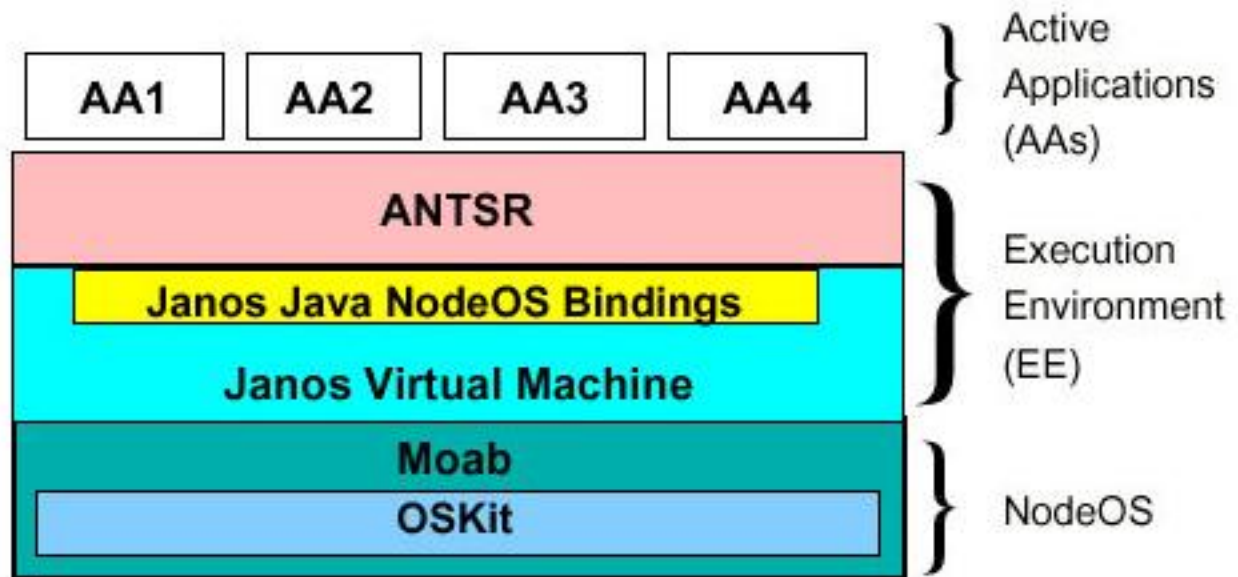 AA1 AA2 AA3 AA4
Active
Applications
(AAs)
ANTSR
Janos Java NodeOS Bindings
Janos Virtual Machine
Execution
Environment
(EE)
Moab
OSKit
NodeOS